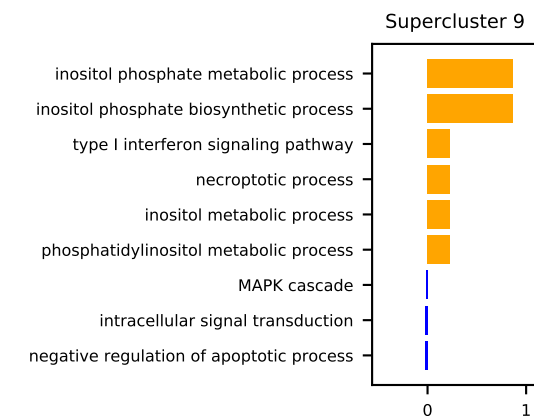 Supercluster 9
inositol phosphate metabolic process
inositol phosphate biosynthetic process
type I interferon signaling pathway
necroptotic process
inositol metabolic process
phosphatidylinositol metabolic process
MAPK cascade
intracellular signal transduction
negative regulation of apoptotic process
0 1